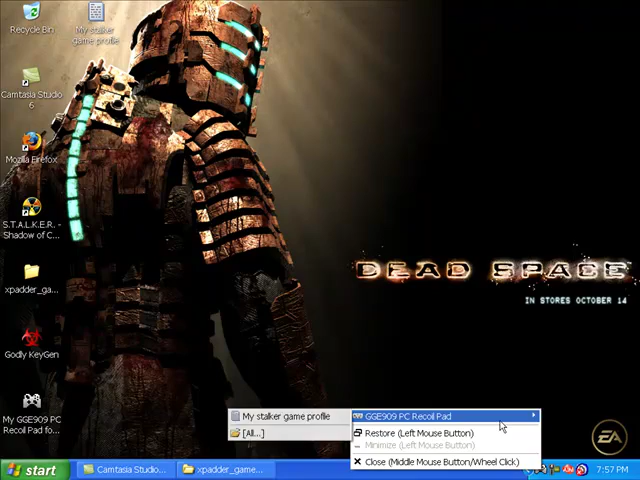 Recycle Bin
My stalker
game profile
Camtasia Studio
6
Mozilla Firefox
S.T.A.L.K.E.R. -
Shadow of C...
xpadder_ga...
Godly KeyGen
My GGE909 PC
Recoil Pad fo...
DEAD SPACE
IN STORES OCTOBER 14
EA
My stalker game profile
[All...]
GGE909 PC Recoil Pad
Restore (Left Mouse Button)
Minimize (Left Mouse Button)
Close (Middle Mouse Button/Wheel Click)
start
Camtasia Studio...
xpadder_game...
7:57 PM